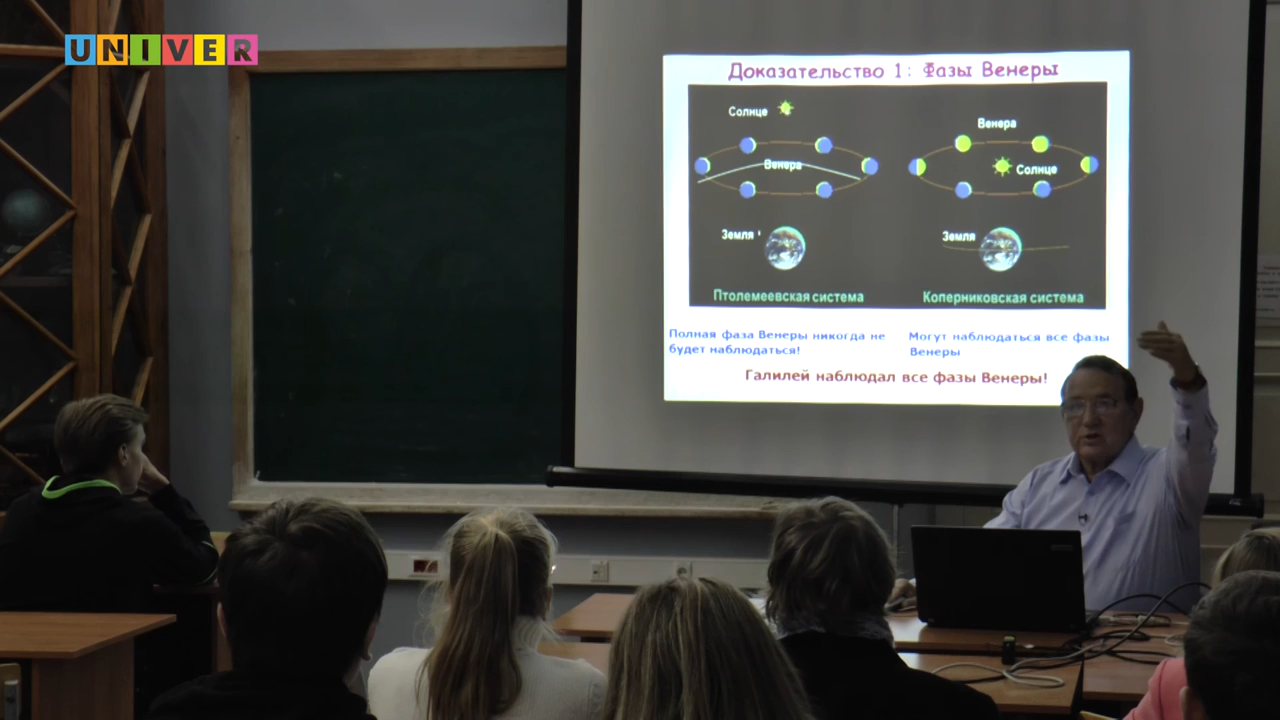 UNIVER
Доказательство 1: Фазы Венеры
Солнце
Венера
Земля
Птолемеевская система
Венера
Солнце
Земля
Коперниковская система
Полная фаза Венеры никогда не
будет наблюдаться!
Могут наблюдаться все фазы
Венеры
Галилей наблюдал все фазы Венеры!